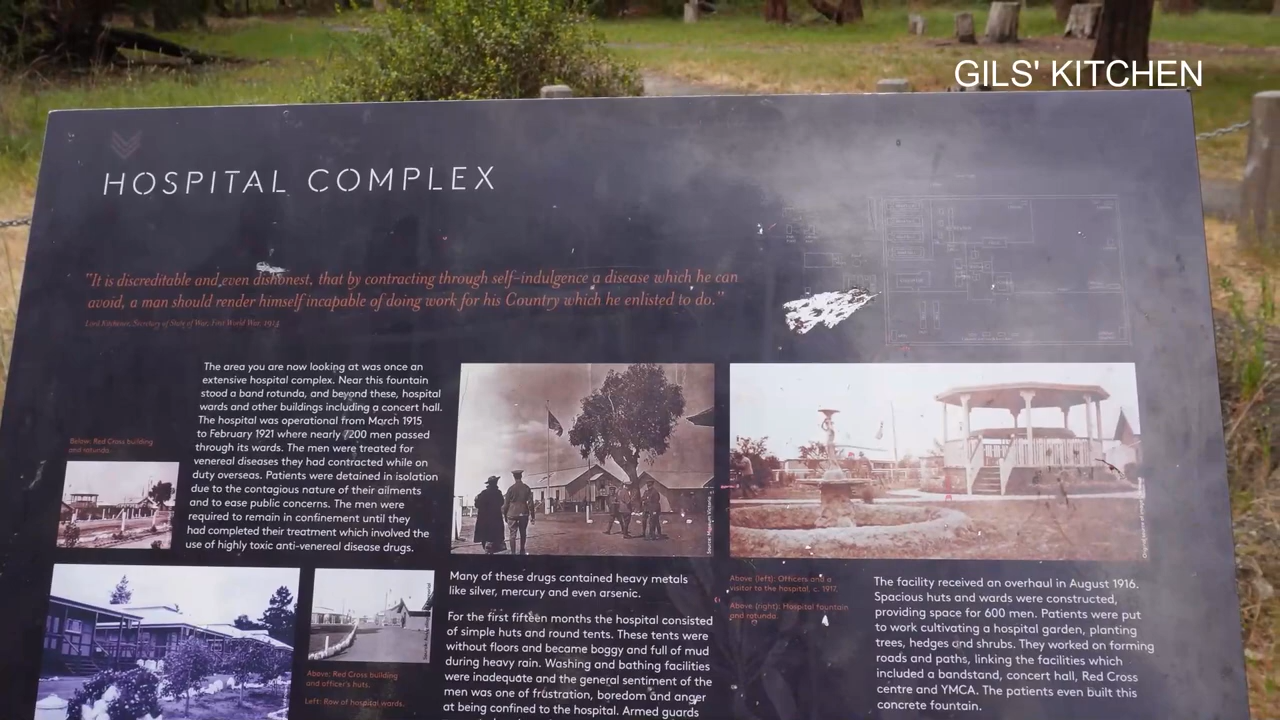 GILS' KITCHEN
HOSPITAL COMPLEX
"It is discreditable and even dishonest, that by contracting through self-indulgence a disease which he can
avoid, a man should render himself incapable of doing work for his Country which he enlisted to do."
Lord Kitchener, Secretary of State of War, First World War,
The area you are now looking at was once an
extensive hospital complex. Near this fountain
stood a band rotunda, and beyond these, hospital
wards and other buildings including a concert hall.
The hospital was operational from March 1915
to February 1921 where nearly 7200 men passed
through its wards. The men were treated for
venereal diseases they had contracted while on
duty overseas. Patients were detained in isolation
due to the contagious nature of their ailments
and to ease public concerns. The men were
required to remain in confinement until they
had completed their treatment which involved the
use of highly toxic anti-venereal disease drugs.
Below: Red Cross building
and rotunda.
Above: Red Cross building
and officer's huts.
Left: Row of hospital wards.
Many of these drugs contained heavy metals
like silver, mercury and even arsenic.
For the first fifteen months the hospital consisted
of simple huts and round tents. These tents were
without floors and became boggy and full of mud
during heavy rain. Washing and bathing facilities
were inadequate and the general sentiment of the
men was one of frustration, boredom and anger
at being confined to the hospital. Armed guards
Source: Museum Victoria
Above (left): Officers and a
visitor to the hospital, c. 1917.
Above (right): Hospital fountain
and rotunda.
The facility received an overhaul in August 1916.
Spacious huts and wards were constructed,
providing space for 600 men. Patients were put
to work cultivating a hospital garden, planting
trees, hedges and shrubs. They worked on forming
roads and paths, linking the facilities which
included a bandstand, concert hall, Red Cross
centre and YMCA. The patients even built this
concrete fountain.